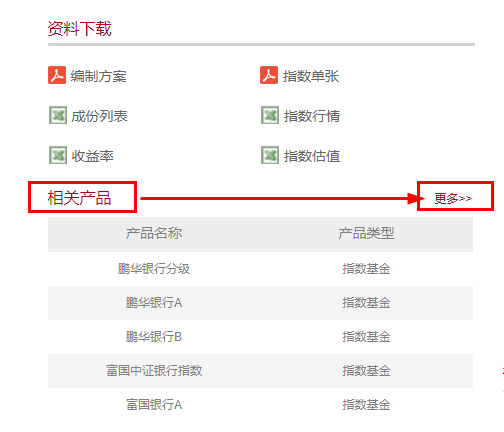 资料下载
编制方案 指数单张
成份列表 指数行情
收益率 指数估值
相关产品 更多>>
产品名称 产品类型
鹏华银行分级 指数基金
鹏华银行A 指数基金
鹏华银行B 指数基金
富国中证银行指数 指数基金
富国银行A 指数基金